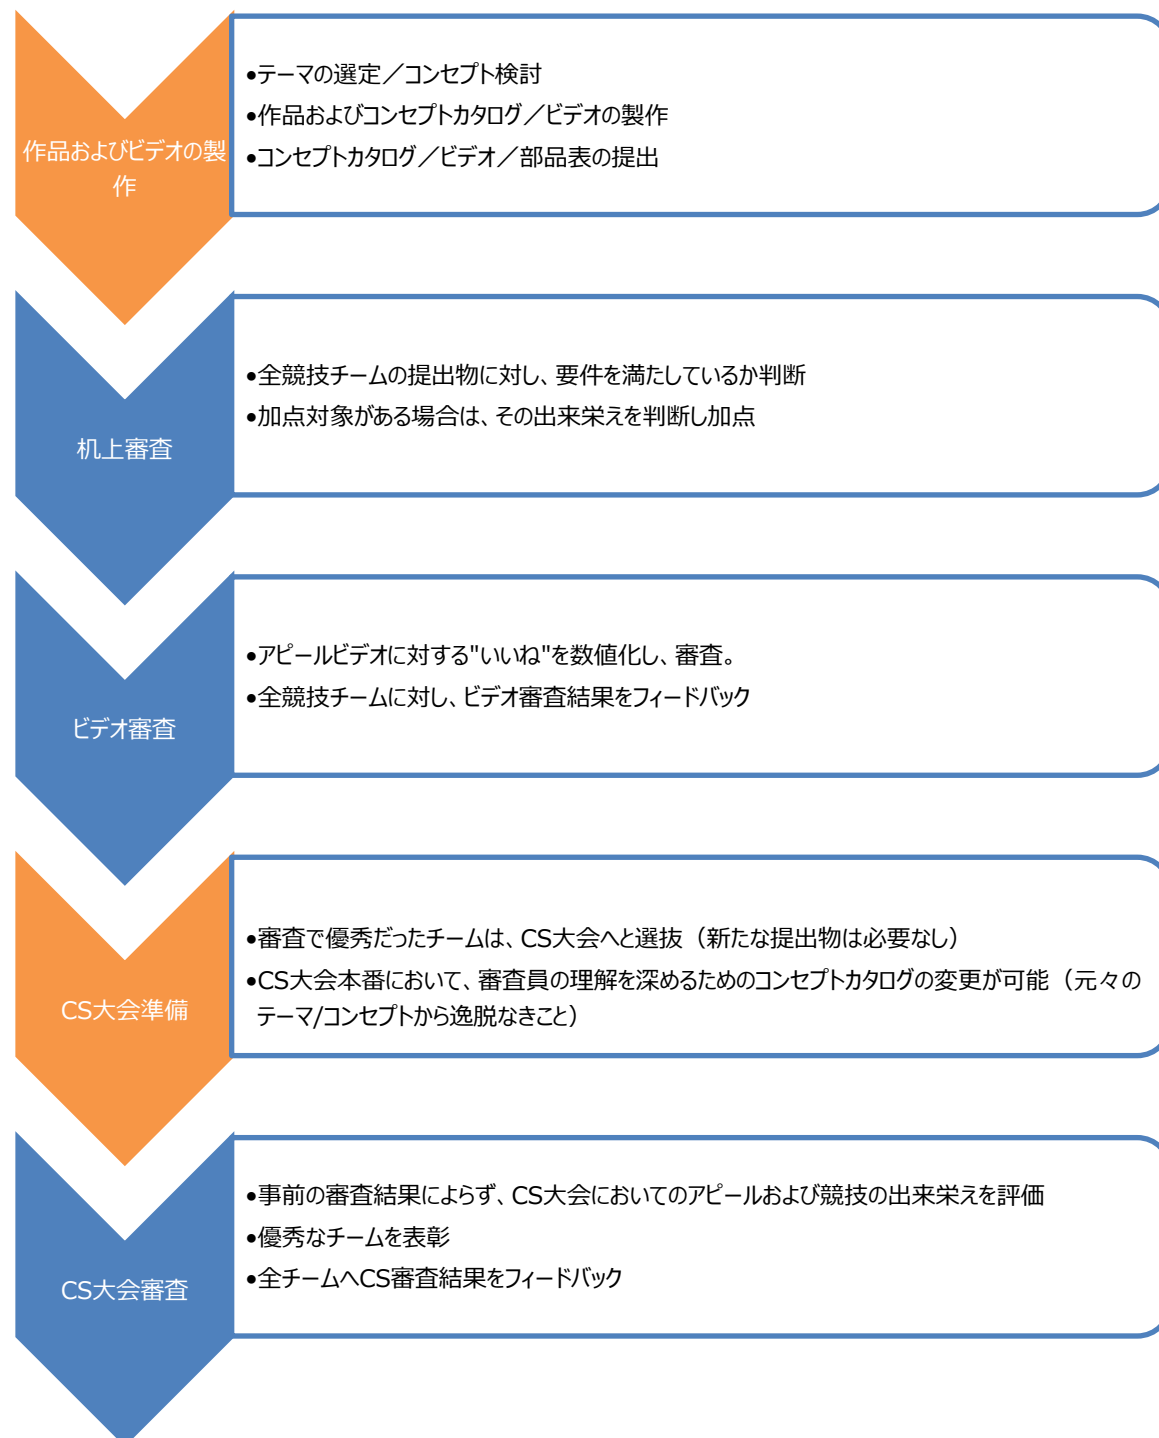 ●テーマの選定／コンセプト検討
●作品およびコンセプトカタログ／ビデオの製作
●コンセプトカタログ／ビデオ／部品表の提出
作品およびビデオの製
作
●全競技チームの提出物に対し、要件を満たしているか判断
●加点対象がある場合は、その出来栄えを判断し加点
机上審査
●アピールビデオに対する"いいね"を数値化し、審査。
●全競技チームに対し、ビデオ審査結果をフィードバック
ビデオ審査
●審査で優秀だったチームは、CS大会へと選抜（新たな提出物は必要なし）
●CS大会本番において、審査員の理解を深めるためのコンセプトカタログの変更が可能（元々の
テーマ/コンセプトから逸脱なきこと）
CS大会準備
●事前の審査結果によらず、CS大会においてのアピールおよび競技の出来栄えを評価
●優秀なチームを表彰
●全チームへCS審査結果をフィードバック
CS大会審査